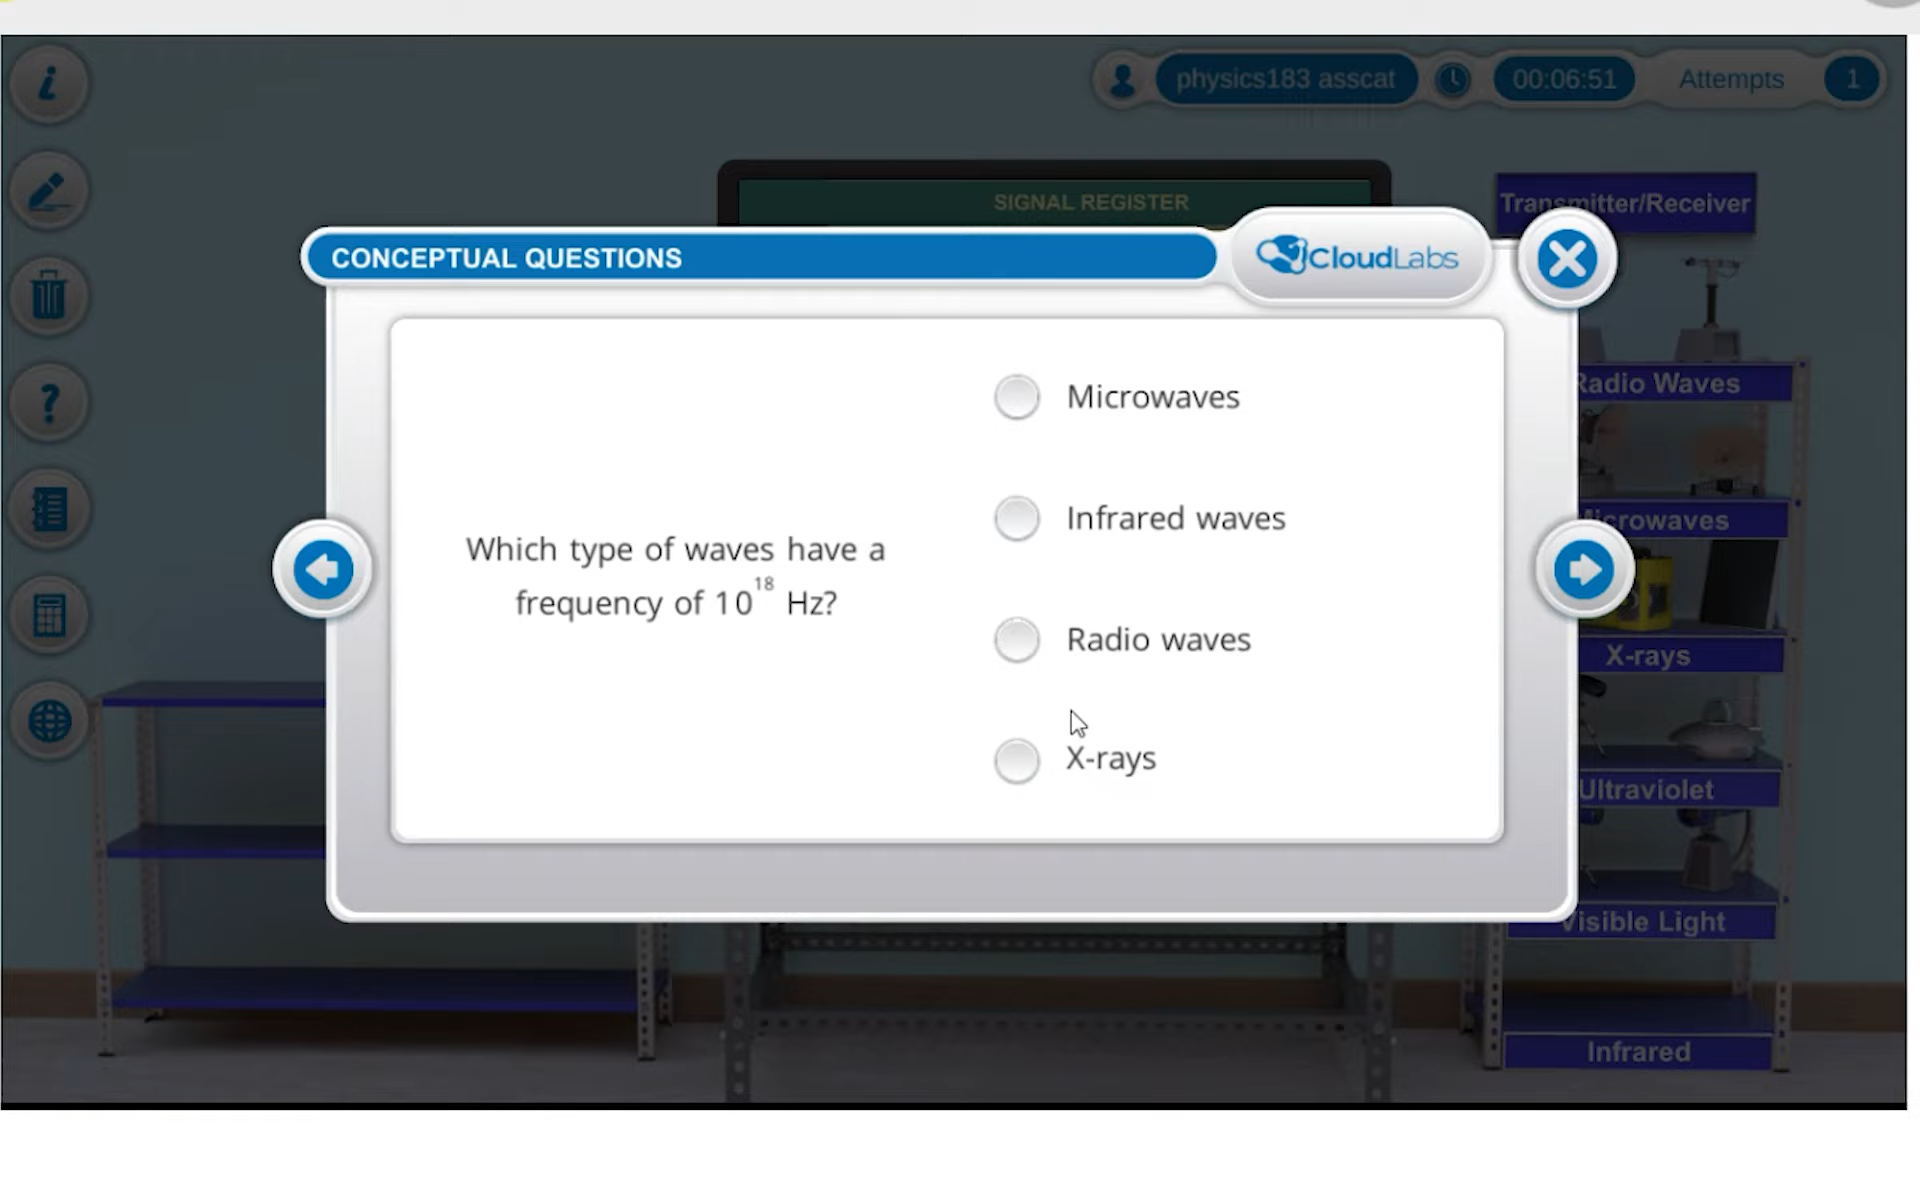 physics183 asscat
00:06:51
Attempts
1
SIGNAL REGISTER
Transmitter/Receiver
CONCEPTUAL QUESTIONS
CloudLabs
Which type of waves have a
frequency of 10¹⁸ Hz?
Microwaves
Infrared waves
Radio waves
X-rays
Radio Waves
Microwaves
X-rays
Ultraviolet
Visible Light
Infrared